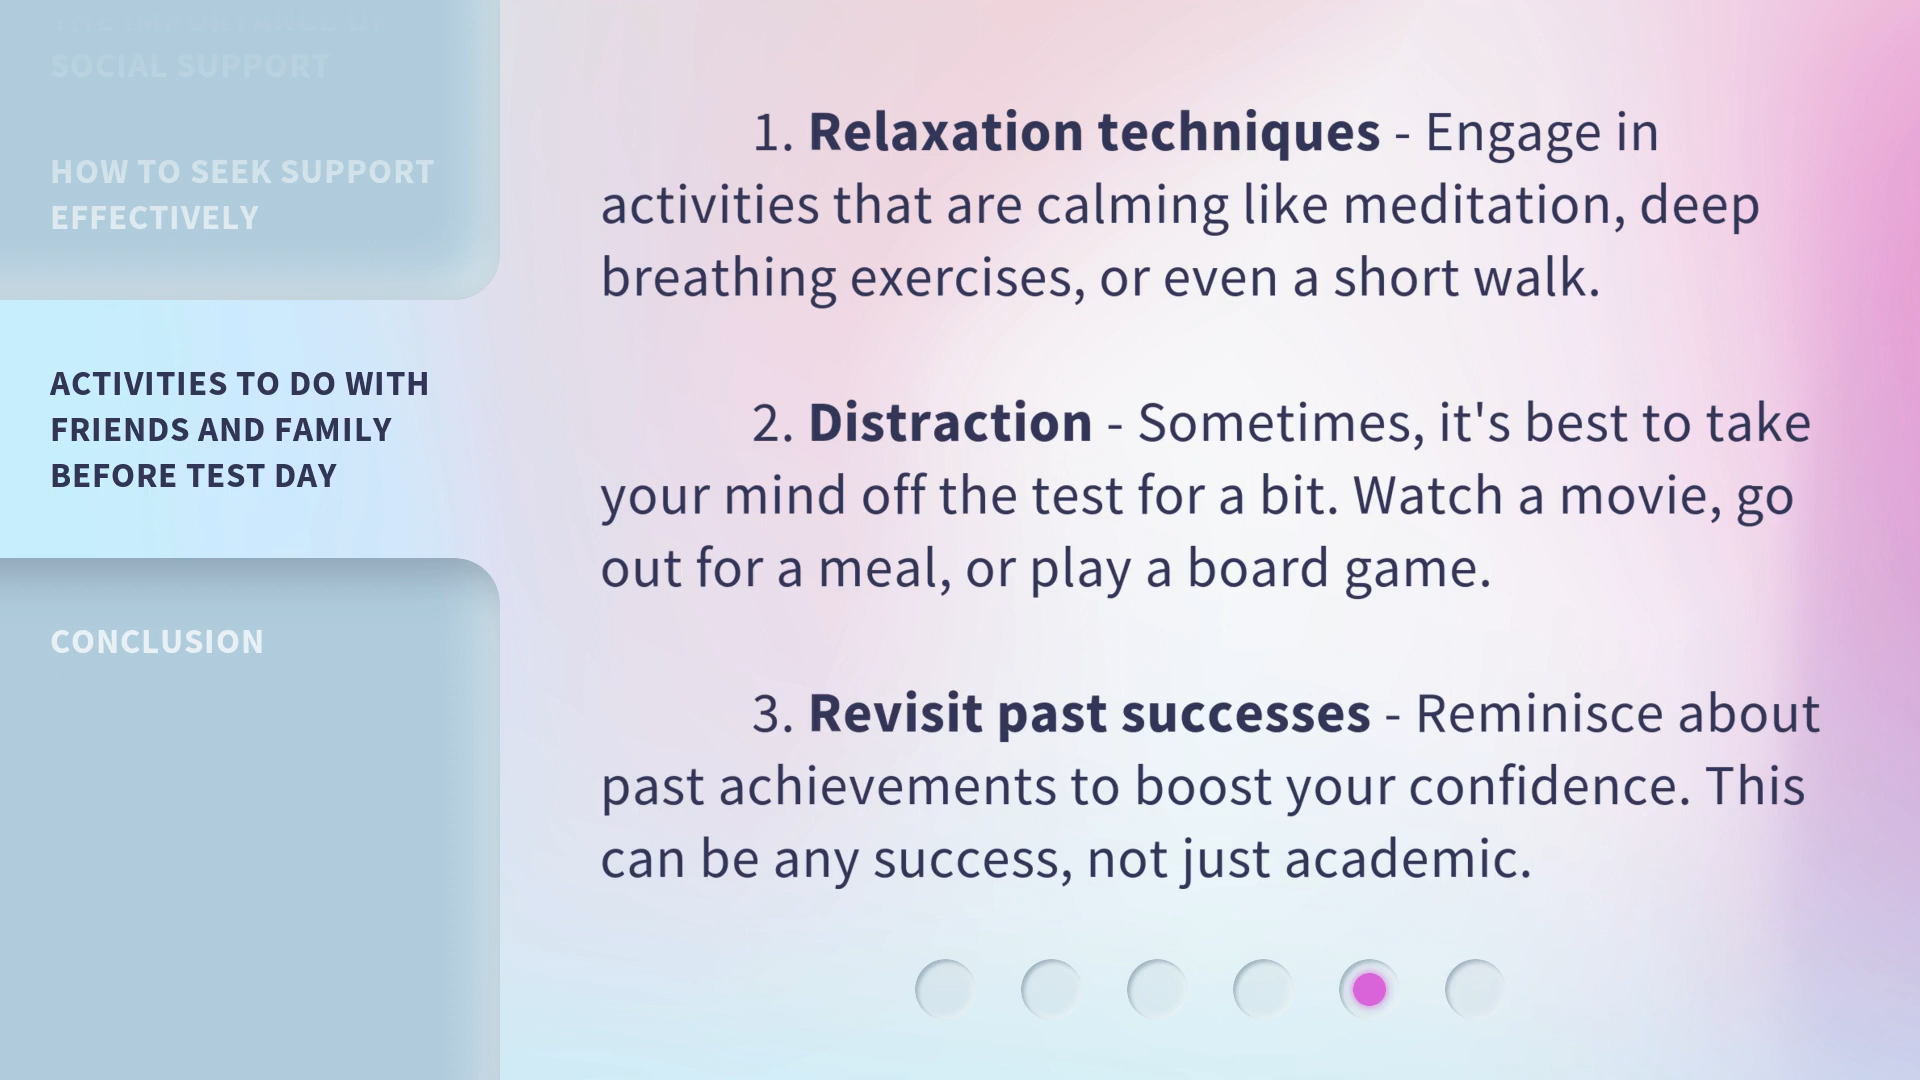 THE IMPORTANCE OF
SOCIAL SUPPORT
HOW TO SEEK SUPPORT
EFFECTIVELY
ACTIVITIES TO DO WITH
FRIENDS AND FAMILY
BEFORE TEST DAY
CONCLUSION
1. Relaxation techniques - Engage in
activities that are calming like meditation, deep
breathing exercises, or even a short walk.
2. Distraction - Sometimes, it's best to take
your mind off the test for a bit. Watch a movie, go
out for a meal, or play a board game.
3. Revisit past successes - Reminisce about
past achievements to boost your confidence. This
can be any success, not just academic.